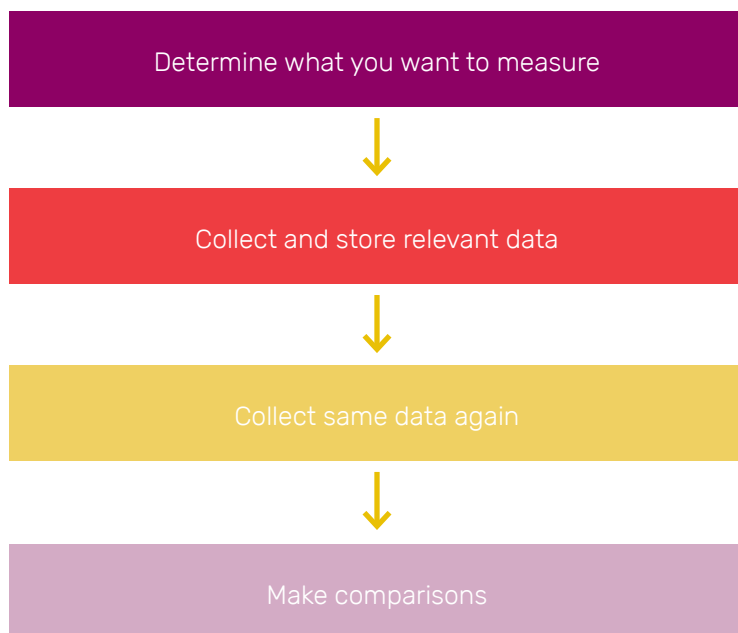 Determine what you want to measure
Collect and store relevant data
Collect same data again
Make comparisons